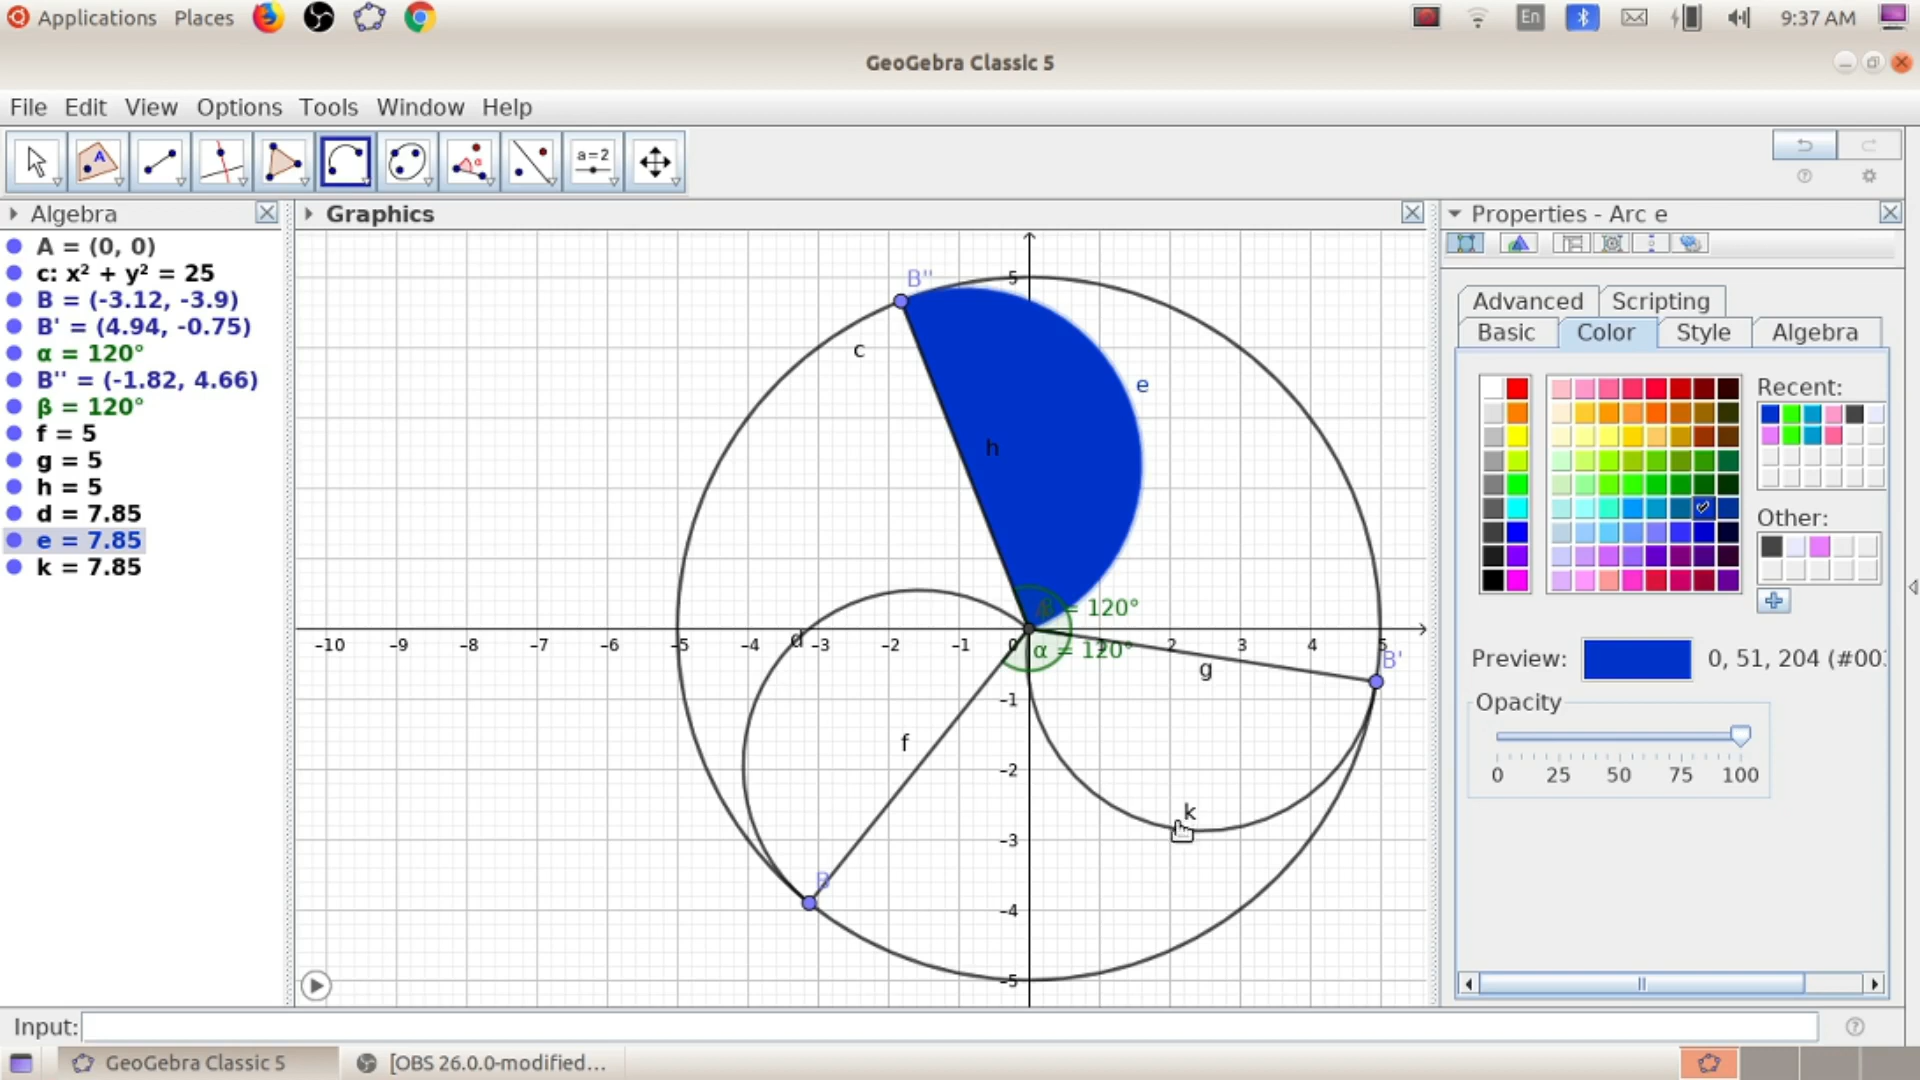 Applications Places En 9:37 AM
GeoGebra Classic 5
File Edit View Options Tools Window Help
A α a=2
Algebra
Graphics
Properties - Arc e
A = (0, 0)
c: x² + y² = 25
B = (-3.12, -3.9)
B' = (4.94, -0.75)
α = 120°
B'' = (-1.82, 4.66)
β = 120°
f = 5
g = 5
h = 5
d = 7.85
e = 7.85
k = 7.85
B'' 5
c
e
h
= 120°
-10 -9 -8 -7 -6 -5 -4 d -3 -2 -1 0 α = 120° 2 3 4 5 B'
-1 g
f
-2
k
-3
B
-4
-5
Advanced Scripting
Basic Color Style Algebra
Recent:
Other:
Preview: 0, 51, 204 (#00
Opacity
0 25 50 75 100
Input:
GeoGebra Classic 5 [OBS 26.0.0-modified...